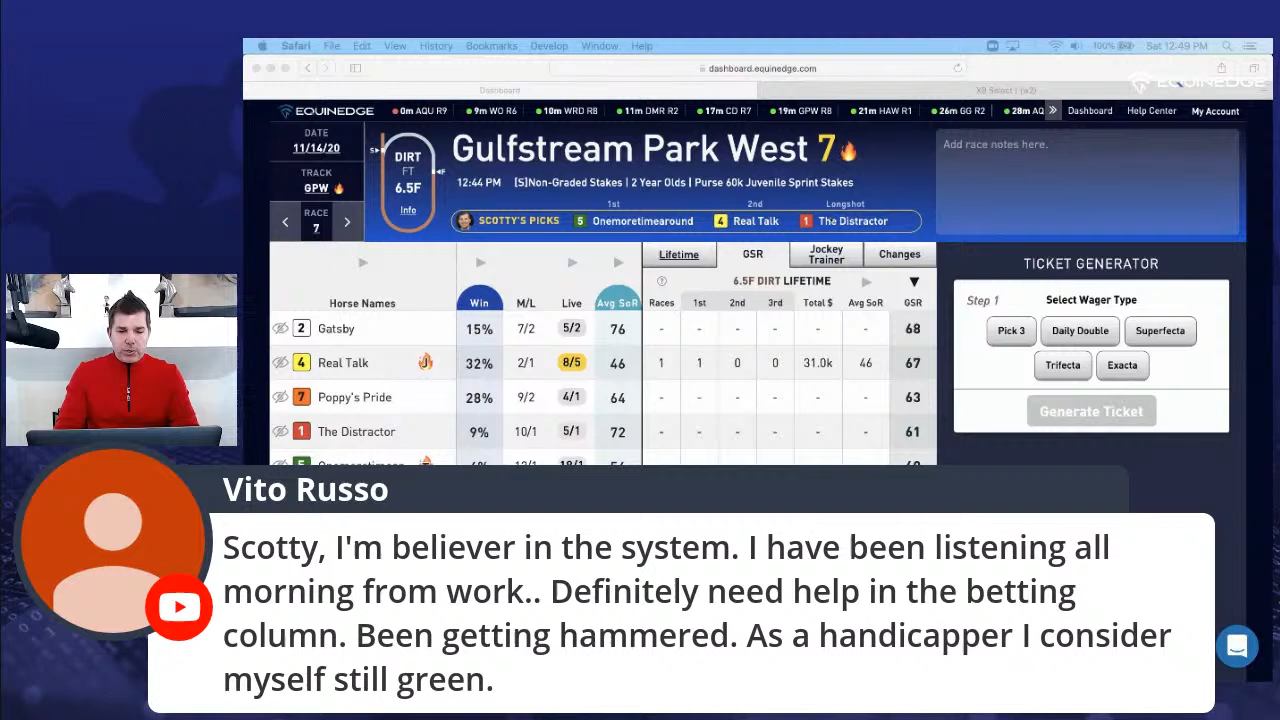 Safari File Edit View History Bookmarks Develop Window Help 100% Sat 12:49 PM
dashboard.equinedge.com
Dashboard
EQUINEDGE
EQUINEDGE 0m AQU R9 9m WO R6 10m WRD R8 11m DMR R2 17m CD R7 19m GPW R8 21m HAW R1 26m GG R2 28m AQ Dashboard Help Center My Account
DATE
11/14/20
TRACK
GPW
RACE
7
S
F
DIRT
FT
6.5F
Info
Gulfstream Park West 7
12:44 PM [S]Non-Graded Stakes | 2 Year Olds | Purse 60k Juvenile Sprint Stakes
1st 2nd Longshot
SCOTTY'S PICKS 5 Onemoretimearound 4 Real Talk 1 The Distractor
Add race notes here.
Lifetime GSR Jockey Trainer Changes
6.5F DIRT LIFETIME
Horse Names Win M/L Live Avg SoR Races 1st 2nd 3rd Total $ Avg SoR GSR
2 Gatsby 15% 7/2 5/2 76 - - - - - - 68
4 Real Talk J 32% 2/1 8/5 46 1 1 0 0 31.0k 46 67
7 Poppy's Pride 28% 9/2 4/1 64 - - - - - - 63
1 The Distractor 9% 10/1 5/1 72 - - - - - - 61
TICKET GENERATOR
Step 1 Select Wager Type
Pick 3 Daily Double Superfecta
Trifecta Exacta
Generate Ticket
Vito Russo
Scotty, I'm believer in the system. I have been listening all
morning from work.. Definitely need help in the betting
column. Been getting hammered. As a handicapper I consider
myself still green.